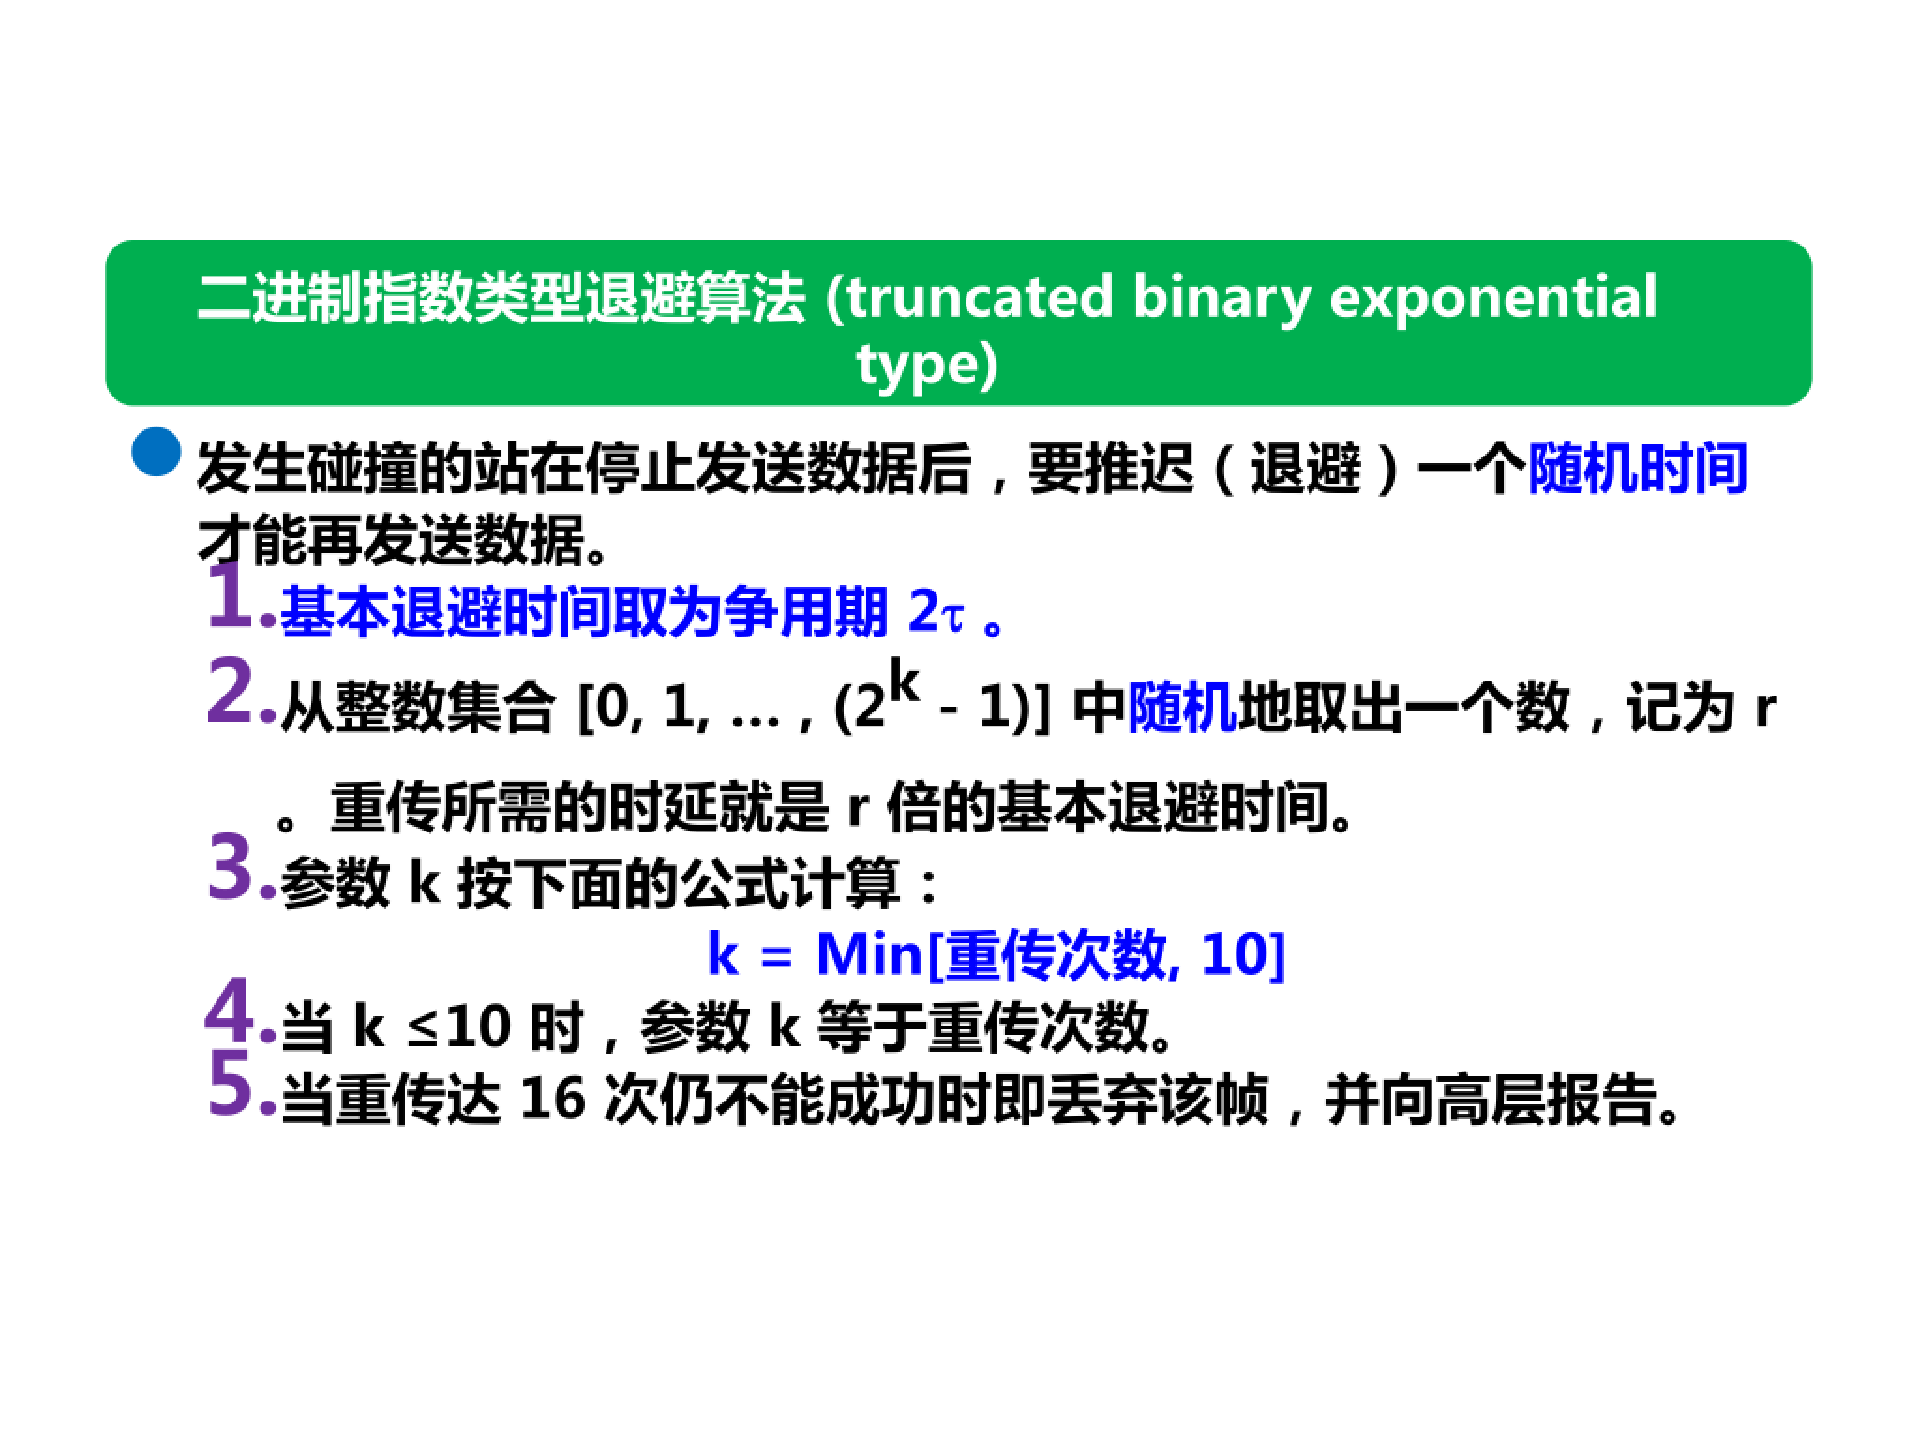 二进制指数类型退避算法 (truncated binary exponential
type)
发生碰撞的站在停止发送数据后，要推迟（退避）一个随机时间
才能再发送数据。
1.基本退避时间取为争用期 2τ 。
2.从整数集合 [0, 1, … , (2^k - 1)] 中随机地取出一个数，记为 r
。重传所需的时延就是 r 倍的基本退避时间。
3.参数 k 按下面的公式计算：
k = Min[重传次数, 10]
4.当 k ≤10 时，参数 k 等于重传次数。
5.当重传达 16 次仍不能成功时即丢弃该帧，并向高层报告。